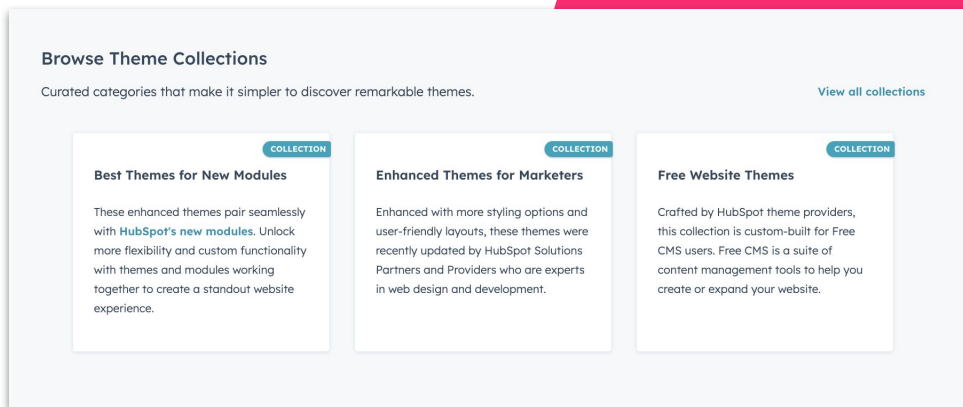 Browse Theme Collections
Curated categories that make it simpler to discover remarkable themes.
View all collections
COLLECTION
Best Themes for New Modules
These enhanced themes pair seamlessly
with HubSpot's new modules. Unlock
more flexibility and custom functionality
with themes and modules working
together to create a standout website
experience.
COLLECTION
Enhanced Themes for Marketers
Enhanced with more styling options and
user-friendly layouts, these themes were
recently updated by HubSpot Solutions
Partners and Providers who are experts
in web design and development.
COLLECTION
Free Website Themes
Crafted by HubSpot theme providers,
this collection is custom-built for Free
CMS users. Free CMS is a suite of
content management tools to help you
create or expand your website.